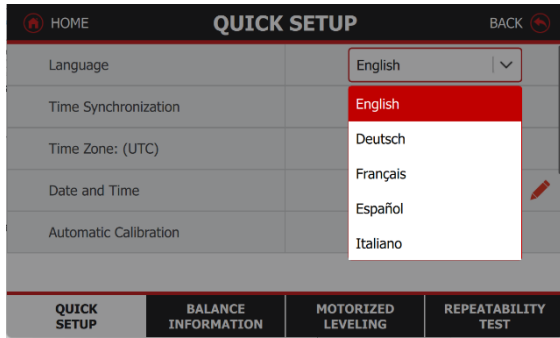 HOME QUICK SETUP BACK
Language English
English
Time Synchronization
Deutsch
Time Zone: (UTC)
Français
Date and Time
Español
Automatic Calibration
Italiano
QUICK SETUP
BALANCE INFORMATION
MOTORIZED LEVELING
REPEATABILITY TEST